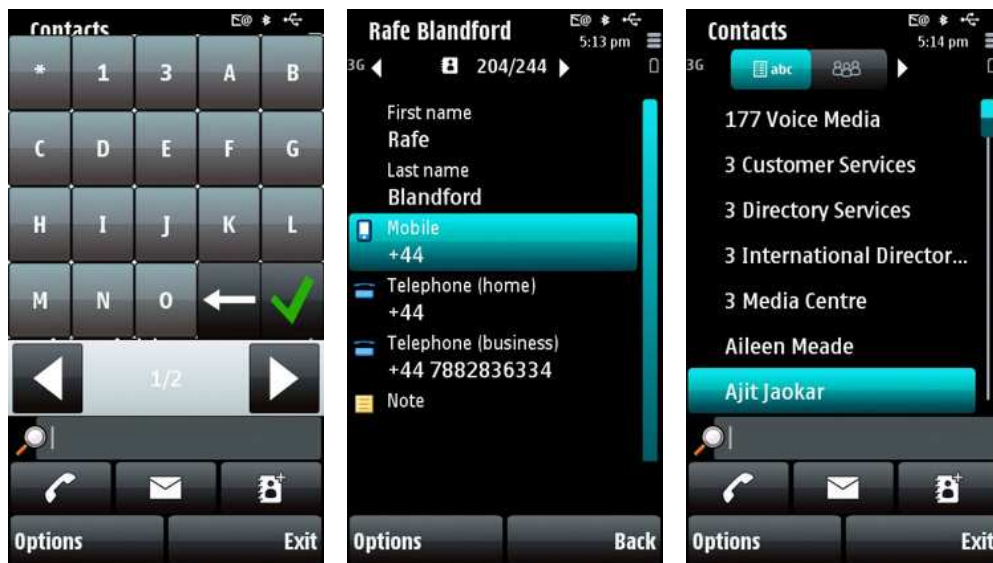 Contacts
* 1 3 A B
C D E F G
H I J K L
M N O
1/2
Options Exit
Rafe Blandford
5:13 pm
3G 204/244
First name
Rafe
Last name
Blandford
Mobile
+44
Telephone (home)
+44
Telephone (business)
+44 7882836334
Note
Options Back
Contacts
5:14 pm
3G abc
177 Voice Media
3 Customer Services
3 Directory Services
3 International Director...
3 Media Centre
Aileen Meade
Ajit Jaokar
Options Exit